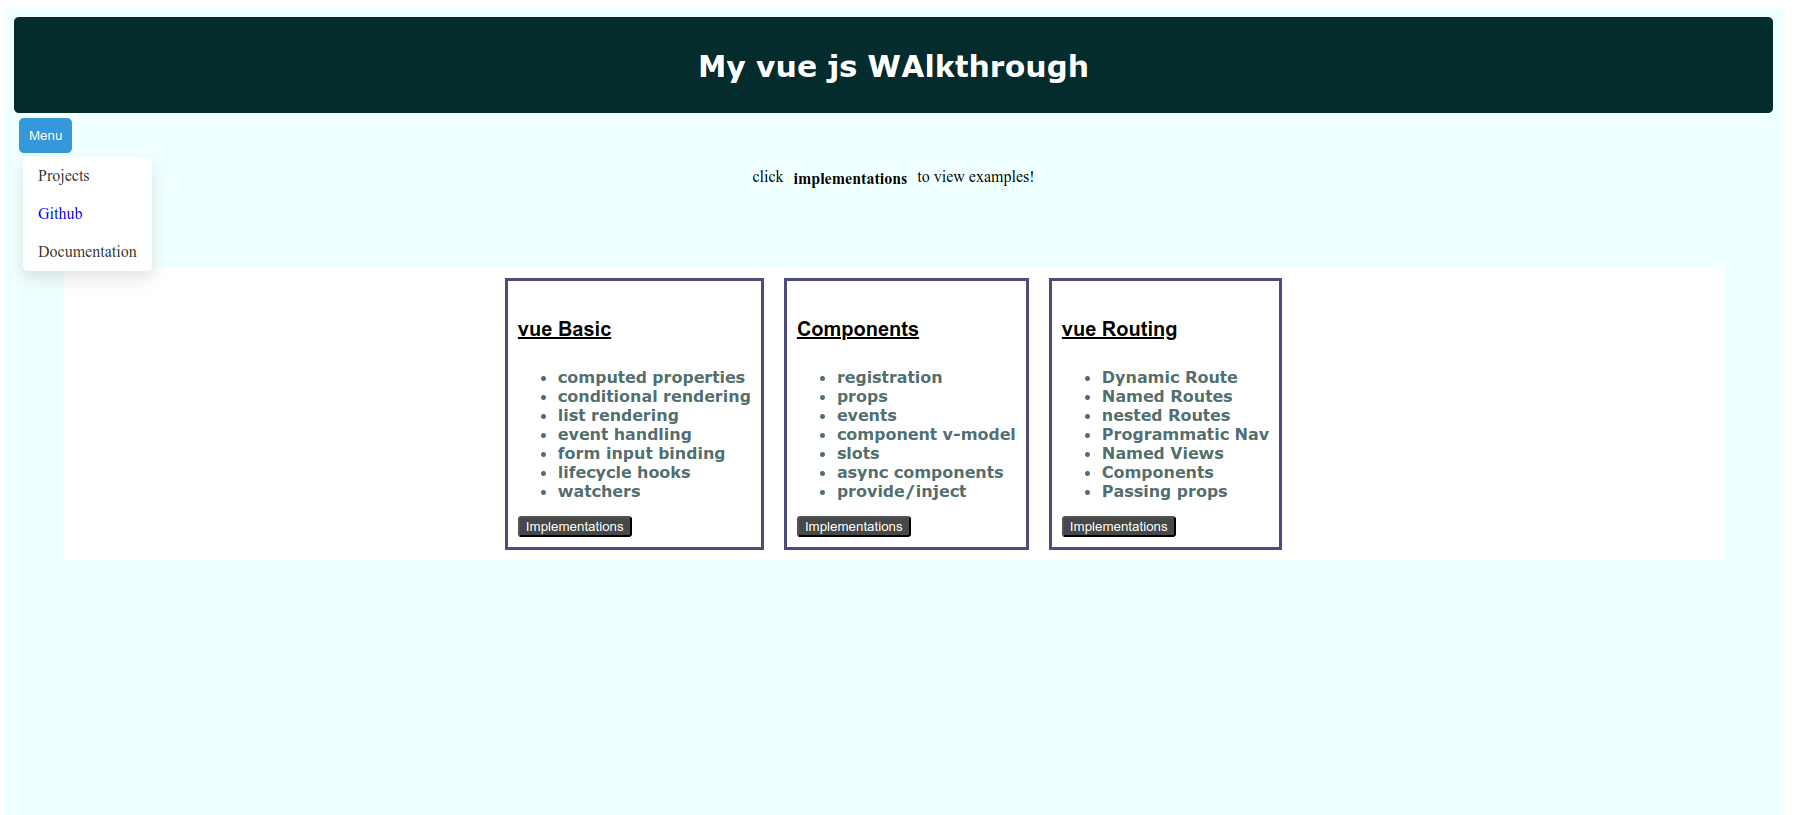 My vue js WAlkthrough
Menu
Projects
Github
Documentation
click implementations to view examples!
vue Basic
computed properties
conditional rendering
list rendering
event handling
form input binding
lifecycle hooks
watchers
Implementations
Components
registration
props
events
component v-model
slots
async components
provide/inject
Implementations
vue Routing
Dynamic Route
Named Routes
nested Routes
Programmatic Nav
Named Views
Components
Passing props
Implementations